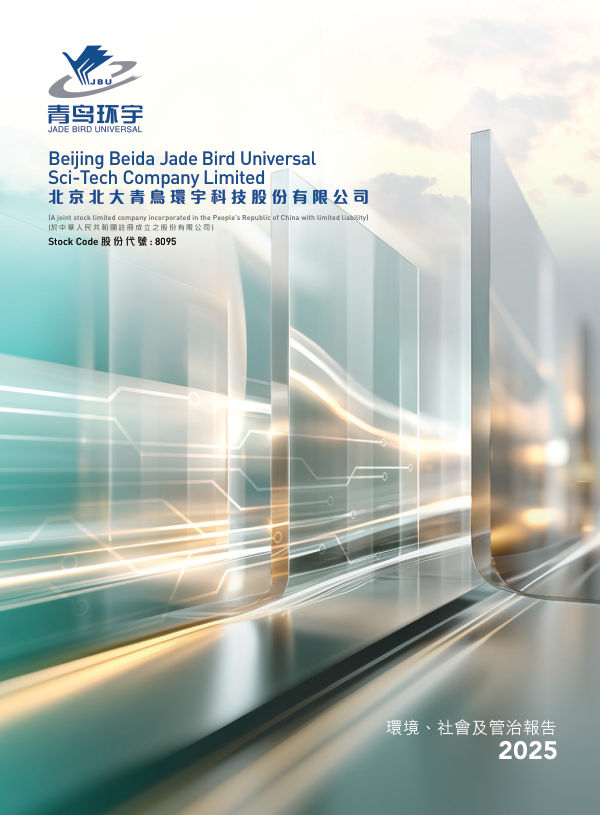 JBU
青鸟环宇
JADE BIRD UNIVERSAL
Beijing Beida Jade Bird Universal
Sci-Tech Company Limited
北京北大青鳥環宇科技股份有限公司
(A joint stock limited company incorporated in the People's Republic of China with limited liability)
(於中華人民共和國註冊成立之股份有限公司)
Stock Code 股份代號 : 8095
環境、社會及管治報告
2025